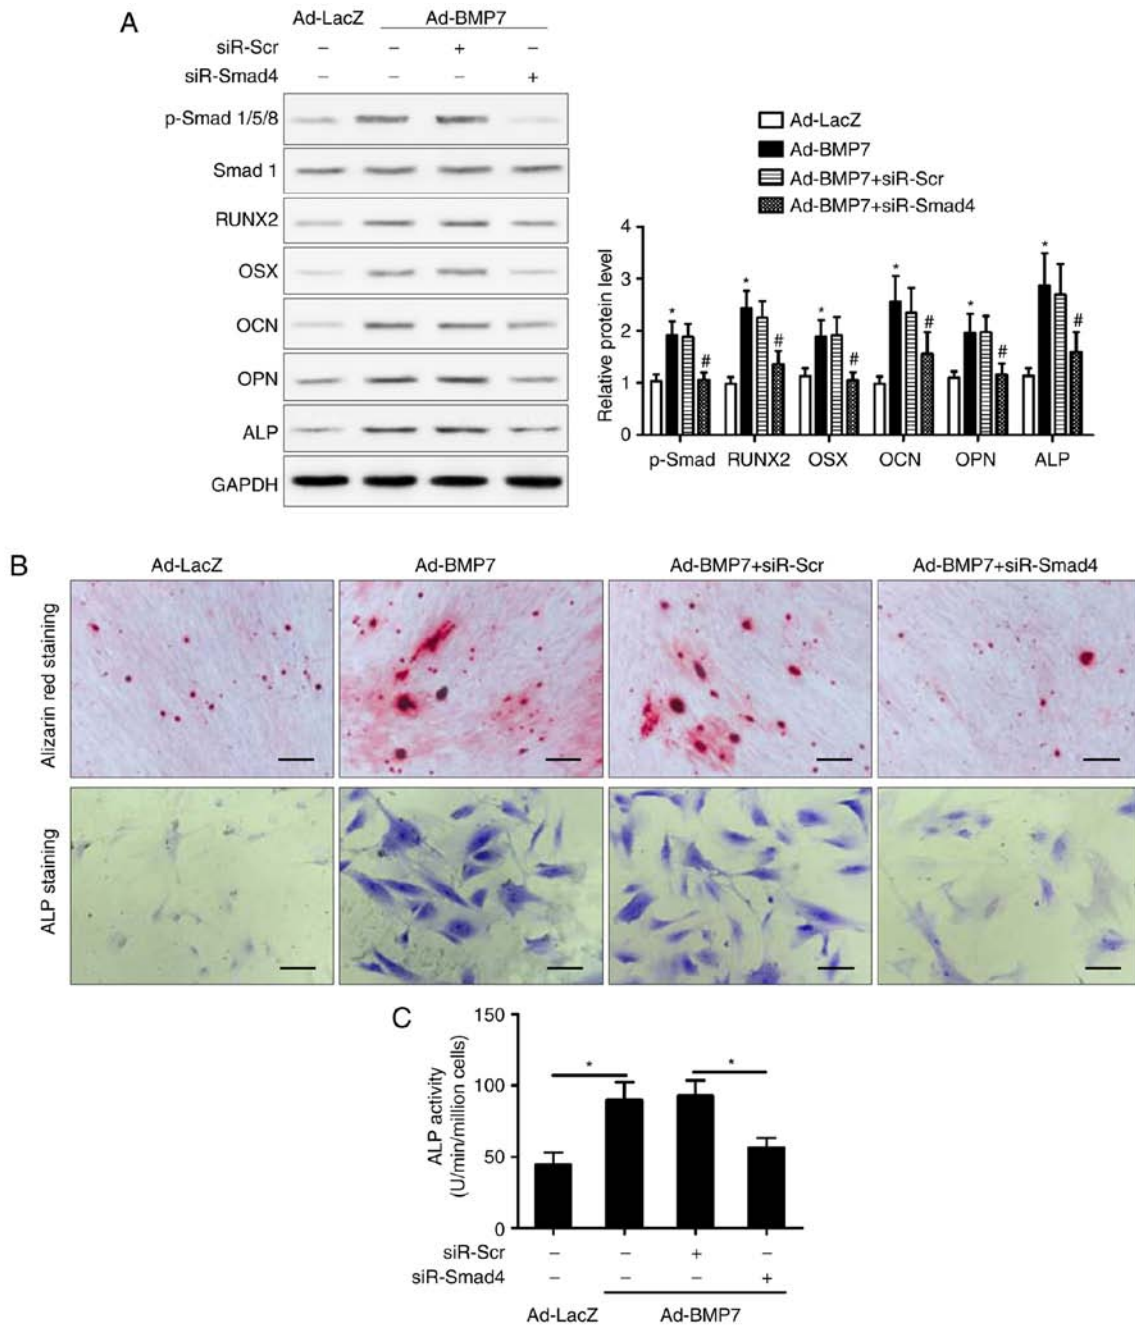 A
Ad-LacZ Ad-BMP7
siR-Scr – – + –
siR-Smad4 – – – +
p-Smad 1/5/8
Smad 1
RUNX2
OSX
OCN
OPN
ALP
GAPDH
Ad-LacZ
Ad-BMP7
Ad-BMP7+siR-Scr
Ad-BMP7+siR-Smad4
Relative protein level
4
3
2
1
0
* * * * * *
# # # # # #
p-Smad RUNX2 OSX OCN OPN ALP
B
Ad-LacZ Ad-BMP7 Ad-BMP7+siR-Scr Ad-BMP7+siR-Smad4
Alizarin red staining
ALP staining
C
ALP activity
(U/min/million cells)
150
100
50
0
* *
siR-Scr – – + –
siR-Smad4 – – – +
Ad-LacZ Ad-BMP7